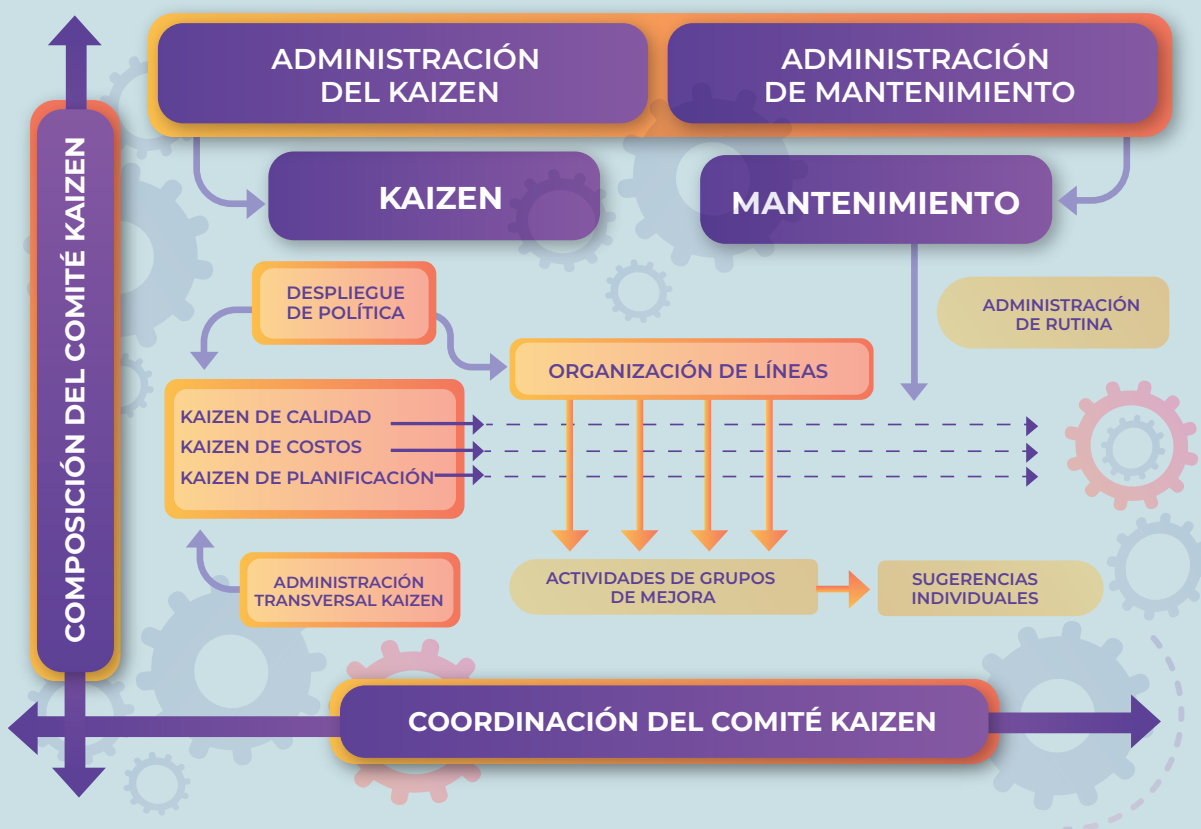 ADMINISTRACIÓN
DEL KAIZEN
ADMINISTRACIÓN
DE MANTENIMIENTO
COMPOSICIÓN DEL COMITÉ KAIZEN
KAIZEN
MANTENIMIENTO
DESPLIEGUE
DE POLÍTICA
ADMINISTRACIÓN
DE RUTINA
ORGANIZACIÓN DE LÍNEAS
KAIZEN DE CALIDAD
KAIZEN DE COSTOS
KAIZEN DE PLANIFICACIÓN
ADMINISTRACIÓN
TRANSVERSAL KAIZEN
ACTIVIDADES DE GRUPOS
DE MEJORA
SUGERENCIAS
INDIVIDUALES
COORDINACIÓN DEL COMITÉ KAIZEN